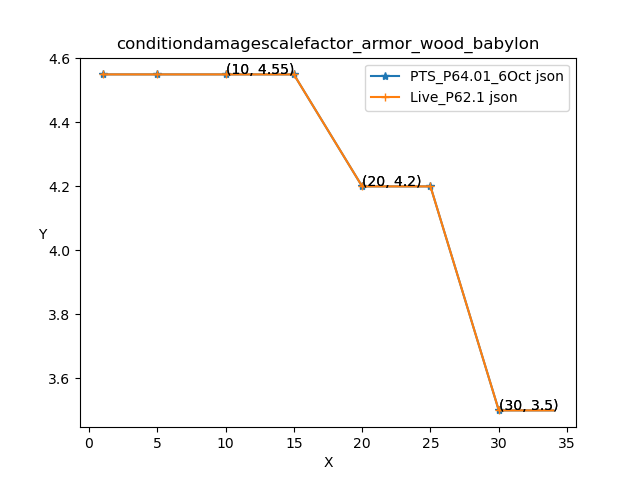 conditiondamagescalefactor_armor_wood_babylon
PTS_P64.01_6Oct json
Live_P62.1 json
(10, 4.55)
(20, 4.2)
(30, 3.5)
Y
4.6
4.4
4.2
4.0
3.8
3.6
0 5 10 15 20 25 30 35
X